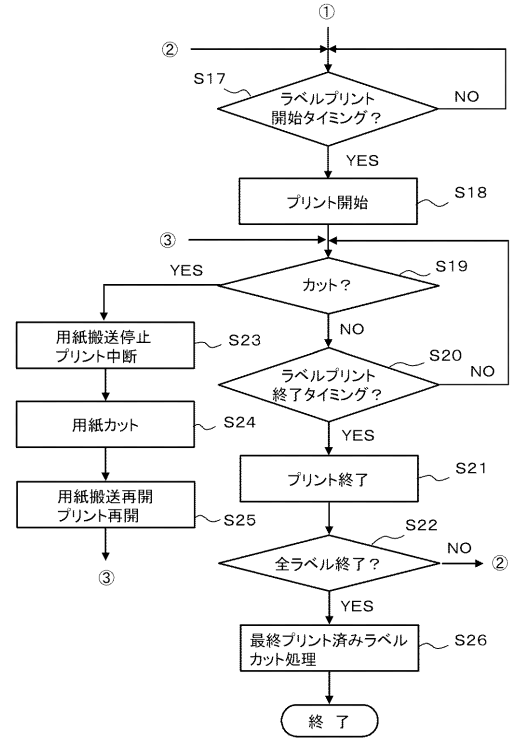 ①
②
S17
ラベルプリント
開始タイミング？
NO
YES
プリント開始
S18
③
YES
カット？
S19
NO
用紙搬送停止
プリント中断
S23
ラベルプリント
終了タイミング？
S20
NO
用紙カット
S24
YES
プリント終了
S21
用紙搬送再開
プリント再開
S25
S22
全ラベル終了？
NO
②
③
YES
最終プリント済みラベル
カット処理
S26
終 了